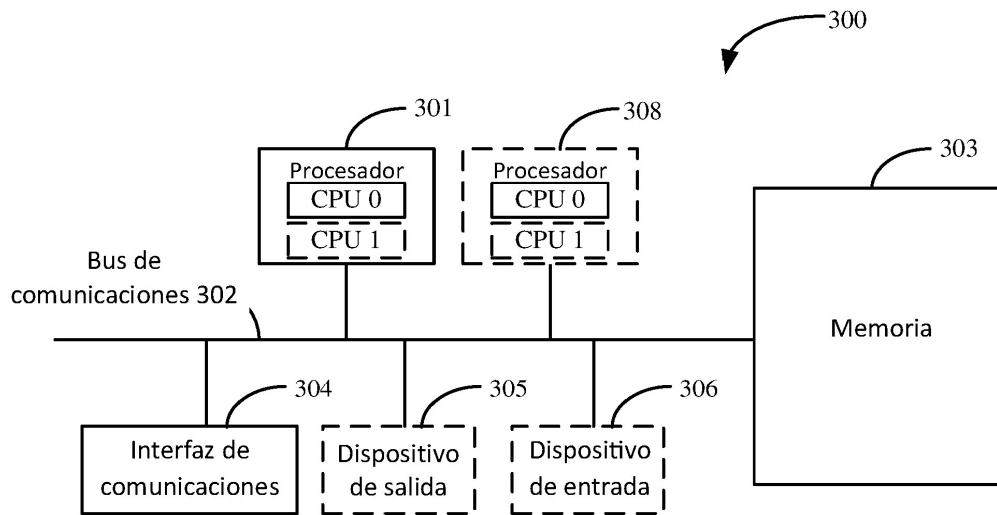 300
301
308
303
Procesador
CPU 0
CPU 1
Procesador
CPU 0
CPU 1
Bus de
comunicaciones 302
Memoria
304
305
306
Interfaz de
comunicaciones
Dispositivo
de salida
Dispositivo
de entrada